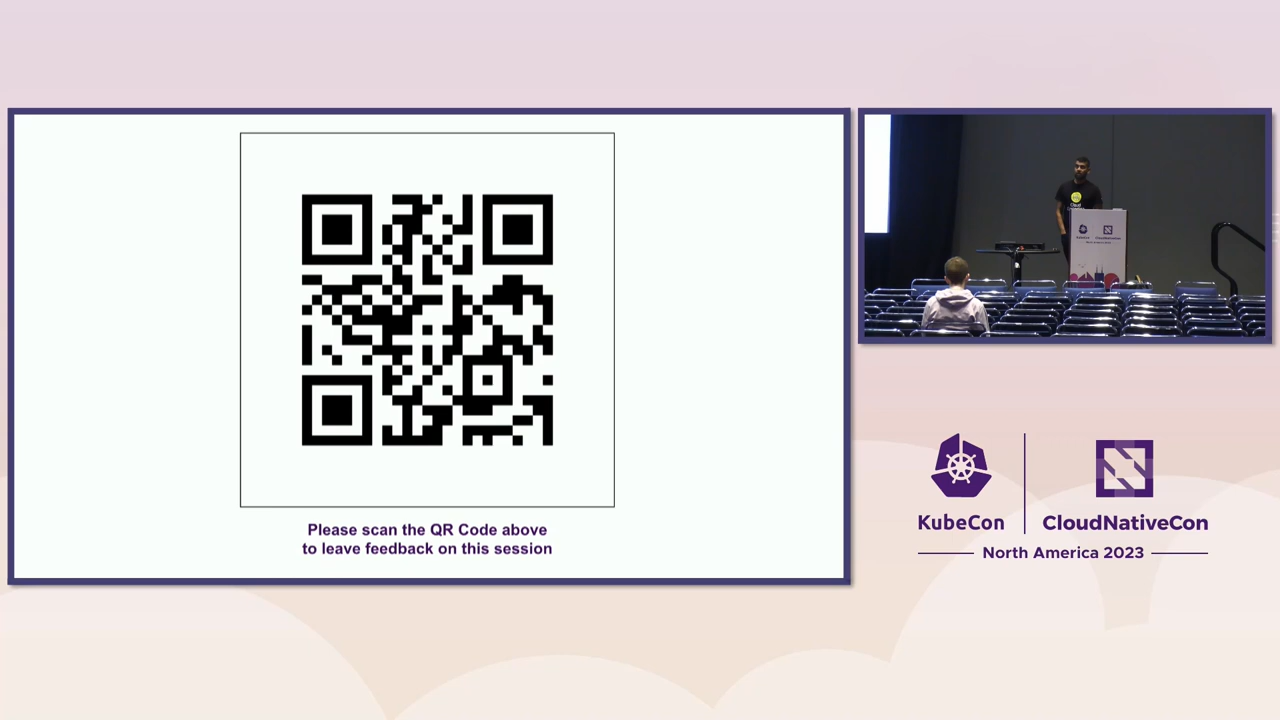 Please scan the QR Code above
to leave feedback on this session
KubeCon
CloudNativeCon
North America 2023